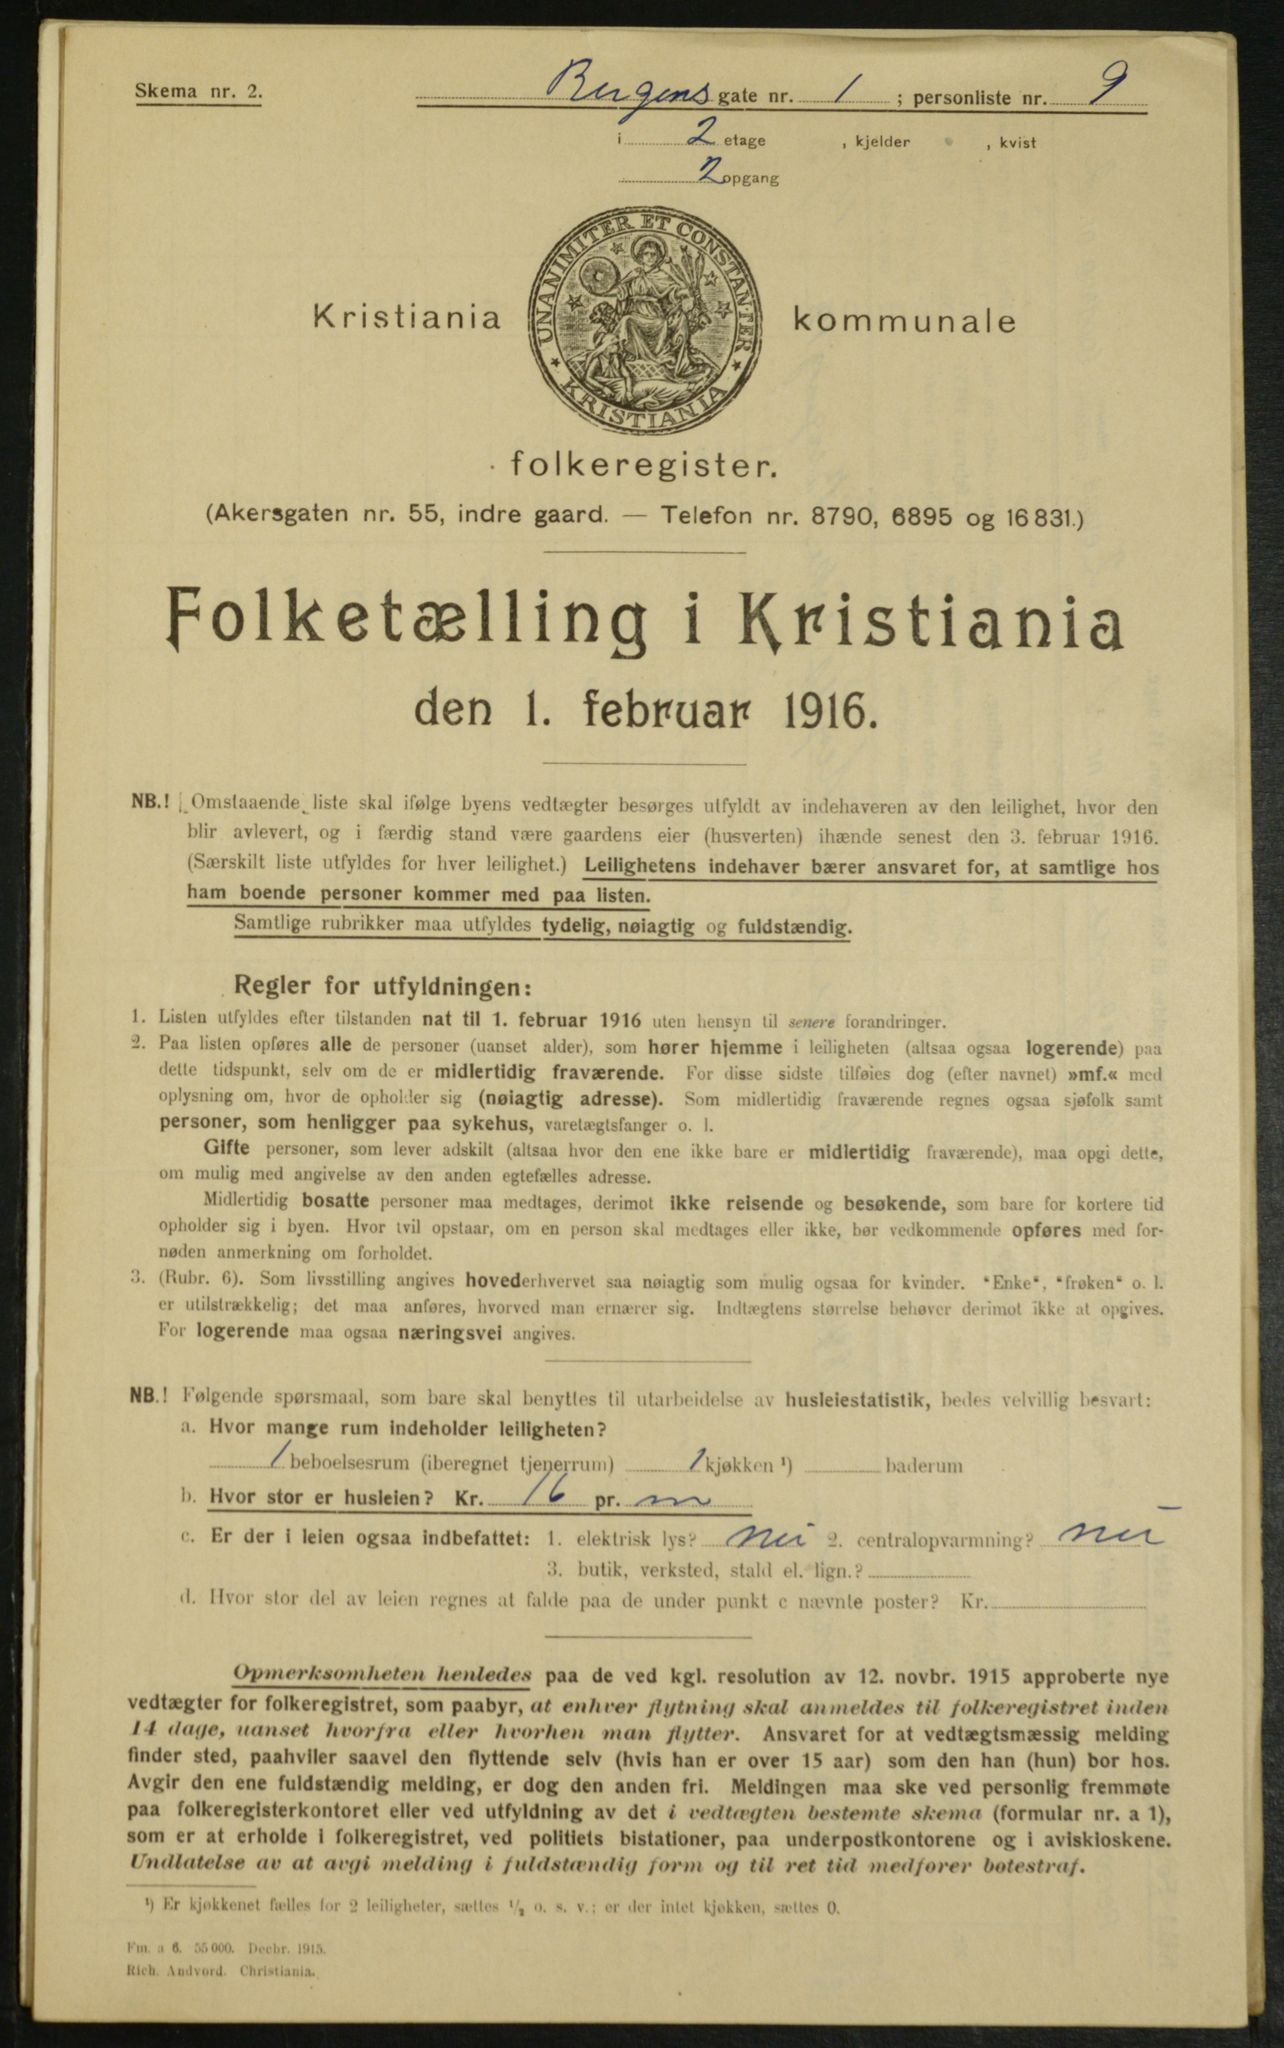 Skema nr. 2.
Bergens gate nr. 1 ; personliste nr. 9
i 2 etage , kjelder , kvist
2 opgang
UNANIMITER ET CONSTANTER
KRISTIANIA
Kristiania kommunale
folkeregister.
(Akersgaten nr. 55, indre gaard. — Telefon nr. 8790, 6895 og 16 831.)
Folketælling i Kristiania
den 1. februar 1916.
NB.! Omstaaende liste skal ifølge byens vedtægter besørges utfyldt av indehaveren av den leilighet, hvor den
blir avlevert, og i færdig stand være gaardens eier (husverten) ihænde senest den 3. februar 1916.
(Særskilt liste utfyldes for hver leilighet.) Leilighetens indehaver bærer ansvaret for, at samtlige hos
ham boende personer kommer med paa listen.
Samtlige rubrikker maa utfyldes tydelig, nøiagtig og fuldstændig.
Regler for utfyldningen:
1. Listen utfyldes efter tilstanden nat til 1. februar 1916 uten hensyn til senere forandringer.
2. Paa listen opføres alle de personer (uanset alder), som hører hjemme i leiligheten (altsaa ogsaa logerende) paa
dette tidspunkt, selv om de er midlertidig fraværende. For disse sidste tilføies dog (efter navnet) »mf.« med
oplysning om, hvor de opholder sig (nøiagtig adresse). Som midlertidig fraværende regnes ogsaa sjøfolk samt
personer, som henligger paa sykehus, varetægtsfanger o. l.
Gifte personer, som lever adskilt (altsaa hvor den ene ikke bare er midlertidig fraværende), maa opgi dette,
om mulig med angivelse av den anden egtefælles adresse.
Midlertidig bosatte personer maa medtages, derimot ikke reisende og besøkende, som bare for kortere tid
opholder sig i byen. Hvor tvil opstaar, om en person skal medtages eller ikke, bør vedkommende opføres med for-
nøden anmerkning om forholdet.
3. (Rubr. 6). Som livsstilling angives hovederhvervet saa nøiagtig som mulig ogsaa for kvinder. "Enke", "frøken" o. l.
er utilstrækkelig; det maa anføres, hvorved man ernærer sig. Indtægtens størrelse behøver derimot ikke at opgives.
For logerende maa ogsaa næringsvei angives.
NB.! Følgende spørsmaal, som bare skal benyttes til utarbeidelse av husleiestatistik, bedes velvillig besvart:
a. Hvor mange rum indeholder leiligheten?
1 beboelsesrum (iberegnet tjenerrum) 1 kjøkken ¹) baderum
b. Hvor stor er husleien? Kr. 16 pr. m
c. Er der i leien ogsaa indbefattet: 1. elektrisk lys? nei 2. centralopvarmning? nei
3. butik, verksted, stald el. lign.?
d. Hvor stor del av leien regnes at falde paa de under punkt c nævnte poster? Kr.
Opmerksomheten henledes paa de ved kgl. resolution av 12. novbr. 1915 approberte nye
vedtægter for folkeregistret, som paabyr, at enhver flytning skal anmeldes til folkeregistret inden
14 dage, uanset hvorfra eller hvorhen man flytter. Ansvaret for at vedtægtsmæssig melding
finder sted, paahviler saavel den flyttende selv (hvis han er over 15 aar) som den han (hun) bor hos.
Avgir den ene fuldstændig melding, er dog den anden fri. Meldingen maa ske ved personlig fremmøte
paa folkeregisterkontoret eller ved utfyldning av det i vedtægten bestemte skema (formular nr. a 1),
som er at erholde i folkeregistret, ved politiets bistationer, paa underpostkontorene og i aviskioskene.
Undlatelse av at avgi melding i fuldstændig form og til ret tid medfører bøtestraf.
¹) Er kjøkkenet fælles for 2 leiligheter, sættes ½ o. s. v.; er der intet kjøkken, sættes 0.
Fm. a 6. 55 000. Decbr. 1915.
Rich. Andvord. Christiania.